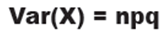 Var(X) = npq